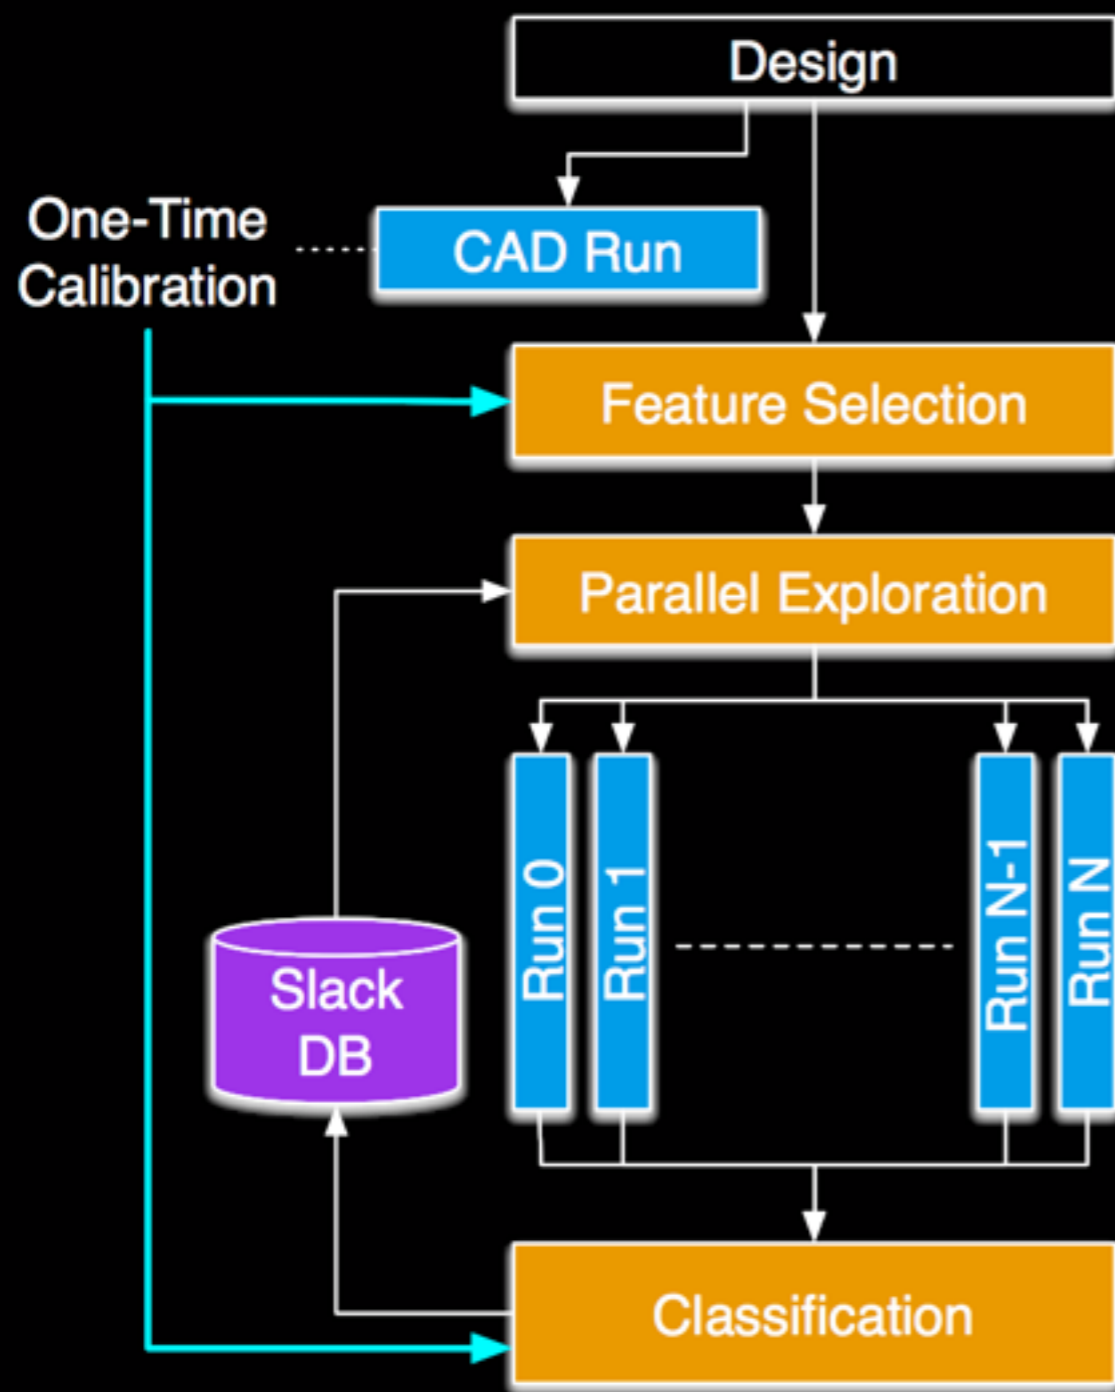 Design
One-Time
Calibration
CAD Run
Feature Selection
Parallel Exploration
Run 0
Run 1
Run N-1
Run N
Slack
DB
Classification